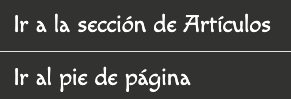 Ir a la sección de Artículos
Ir al pie de página